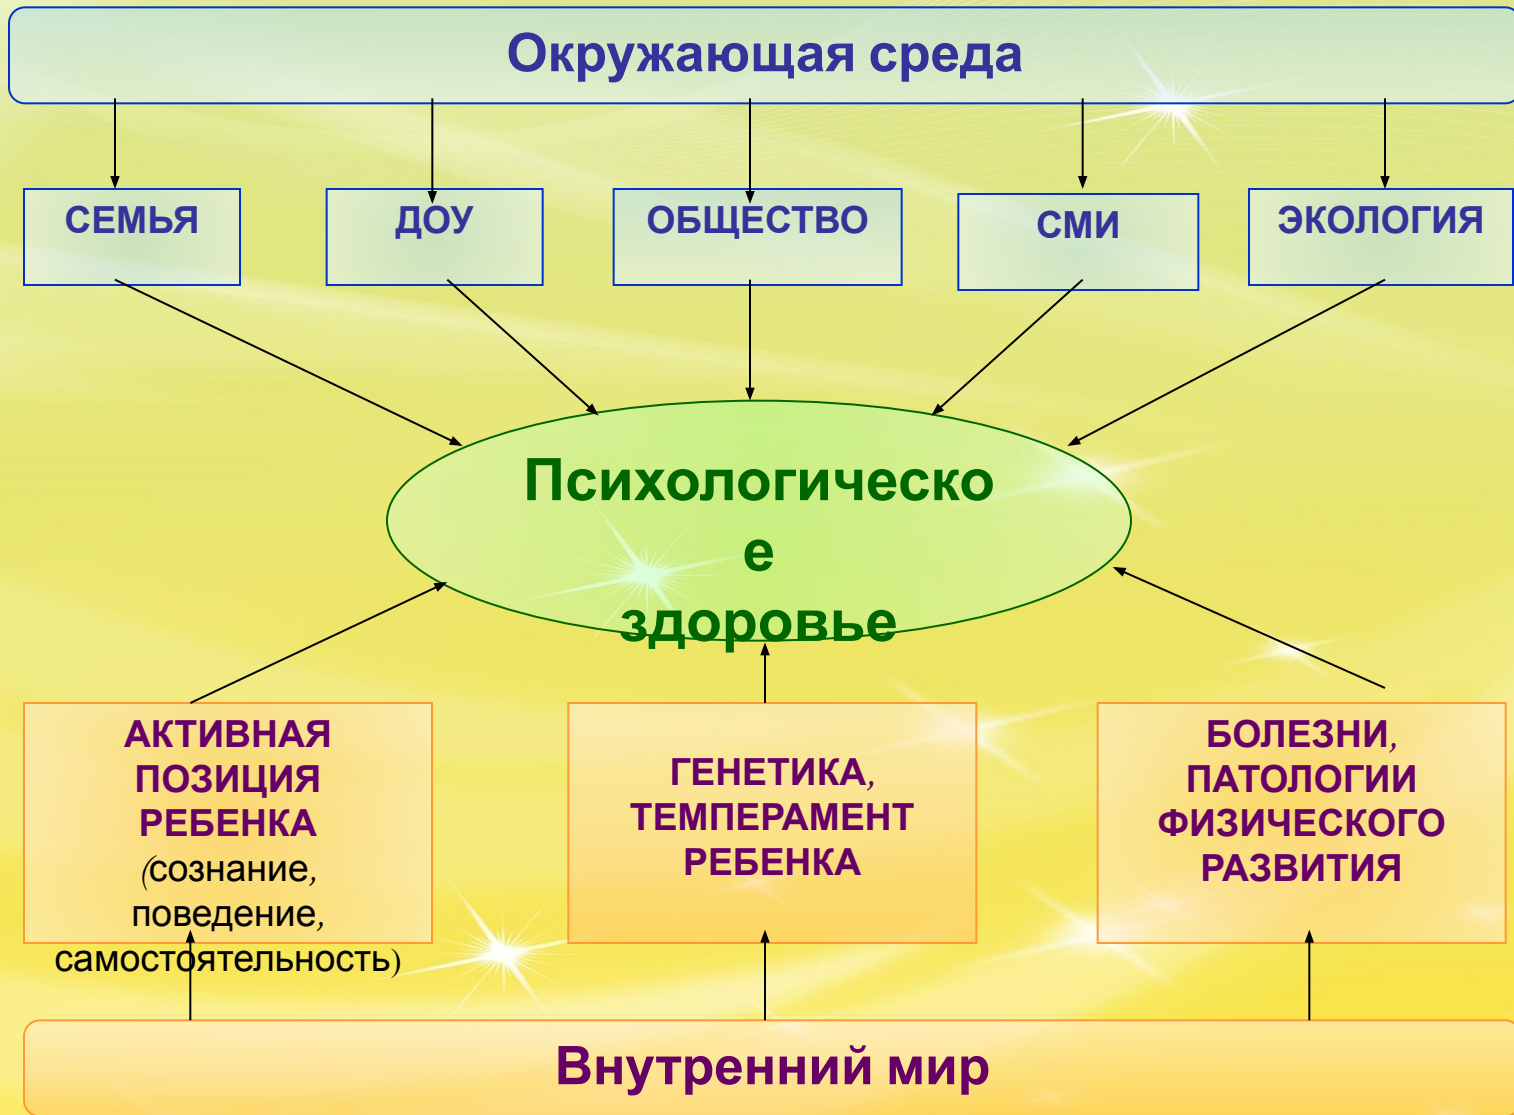 Окружающая среда
СЕМЬЯ
ДОУ
ОБЩЕСТВО
СМИ
ЭКОЛОГИЯ
Психологическо
е
здоровье
АКТИВНАЯ
ПОЗИЦИЯ
РЕБЕНКА
(сознание,
поведение,
самостоятельность)
ГЕНЕТИКА,
ТЕМПЕРАМЕНТ
РЕБЕНКА
БОЛЕЗНИ,
ПАТОЛОГИИ
ФИЗИЧЕСКОГО
РАЗВИТИЯ
Внутренний мир